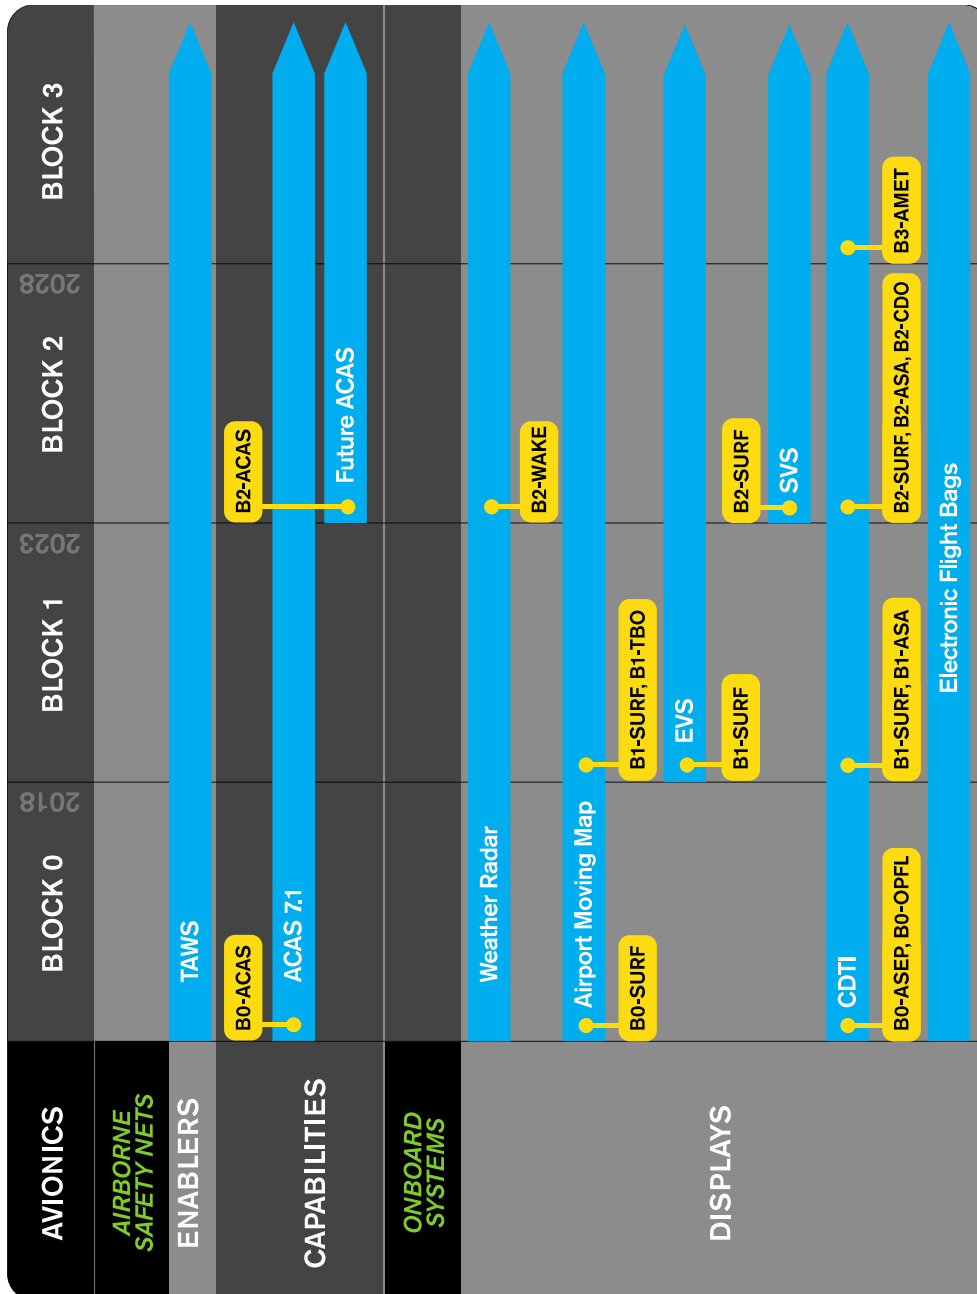 AVIONICS
BLOCK 0
2018
BLOCK 1
2023
BLOCK 2
2028
BLOCK 3
AIRBORNE
SAFETY NETS
ENABLERS
TAWS
CAPABILITIES
B0-ACAS
B2-ACAS
ACAS 7.1
Future ACAS
ONBOARD
SYSTEMS
DISPLAYS
Weather Radar
B2-WAKE
Airport Moving Map
B0-SURF
B1-SURF, B1-TBO
EVS
B1-SURF
B2-SURF
SVS
CDTI
B0-ASEP, B0-OPFL
B1-SURF, B1-ASA
B2-SURF, B2-ASA, B2-CDO
B3-AMET
Electronic Flight Bags